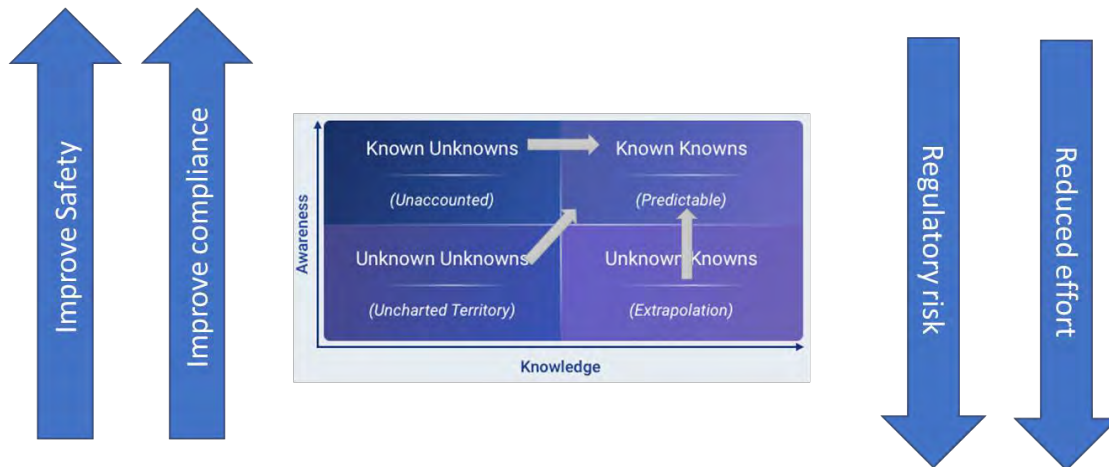 Improve Safety
Improve compliance
Awareness
Known Unknowns
(Unaccounted)
Known Knowns
(Predictable)
Unknown Unknowns
(Uncharted Territory)
Unknown Knowns
(Extrapolation)
Knowledge
Regulatory risk
Reduced effort